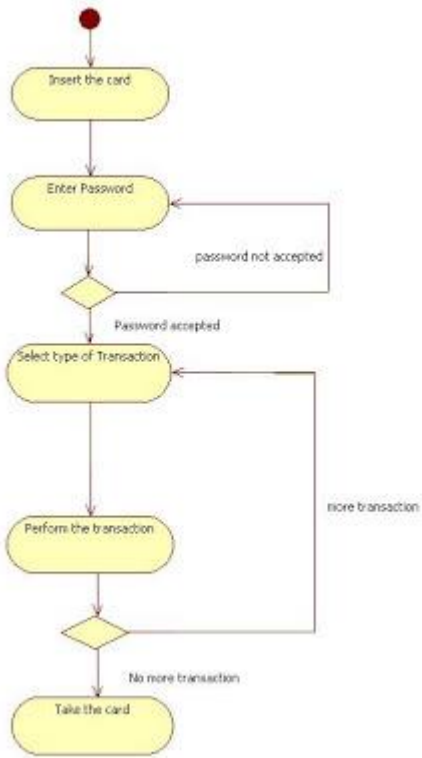 Insert the card
Enter Password
password not accepted
Password accepted
Select type of Transaction
more transaction
Perform the transaction
No more transaction
Take the card